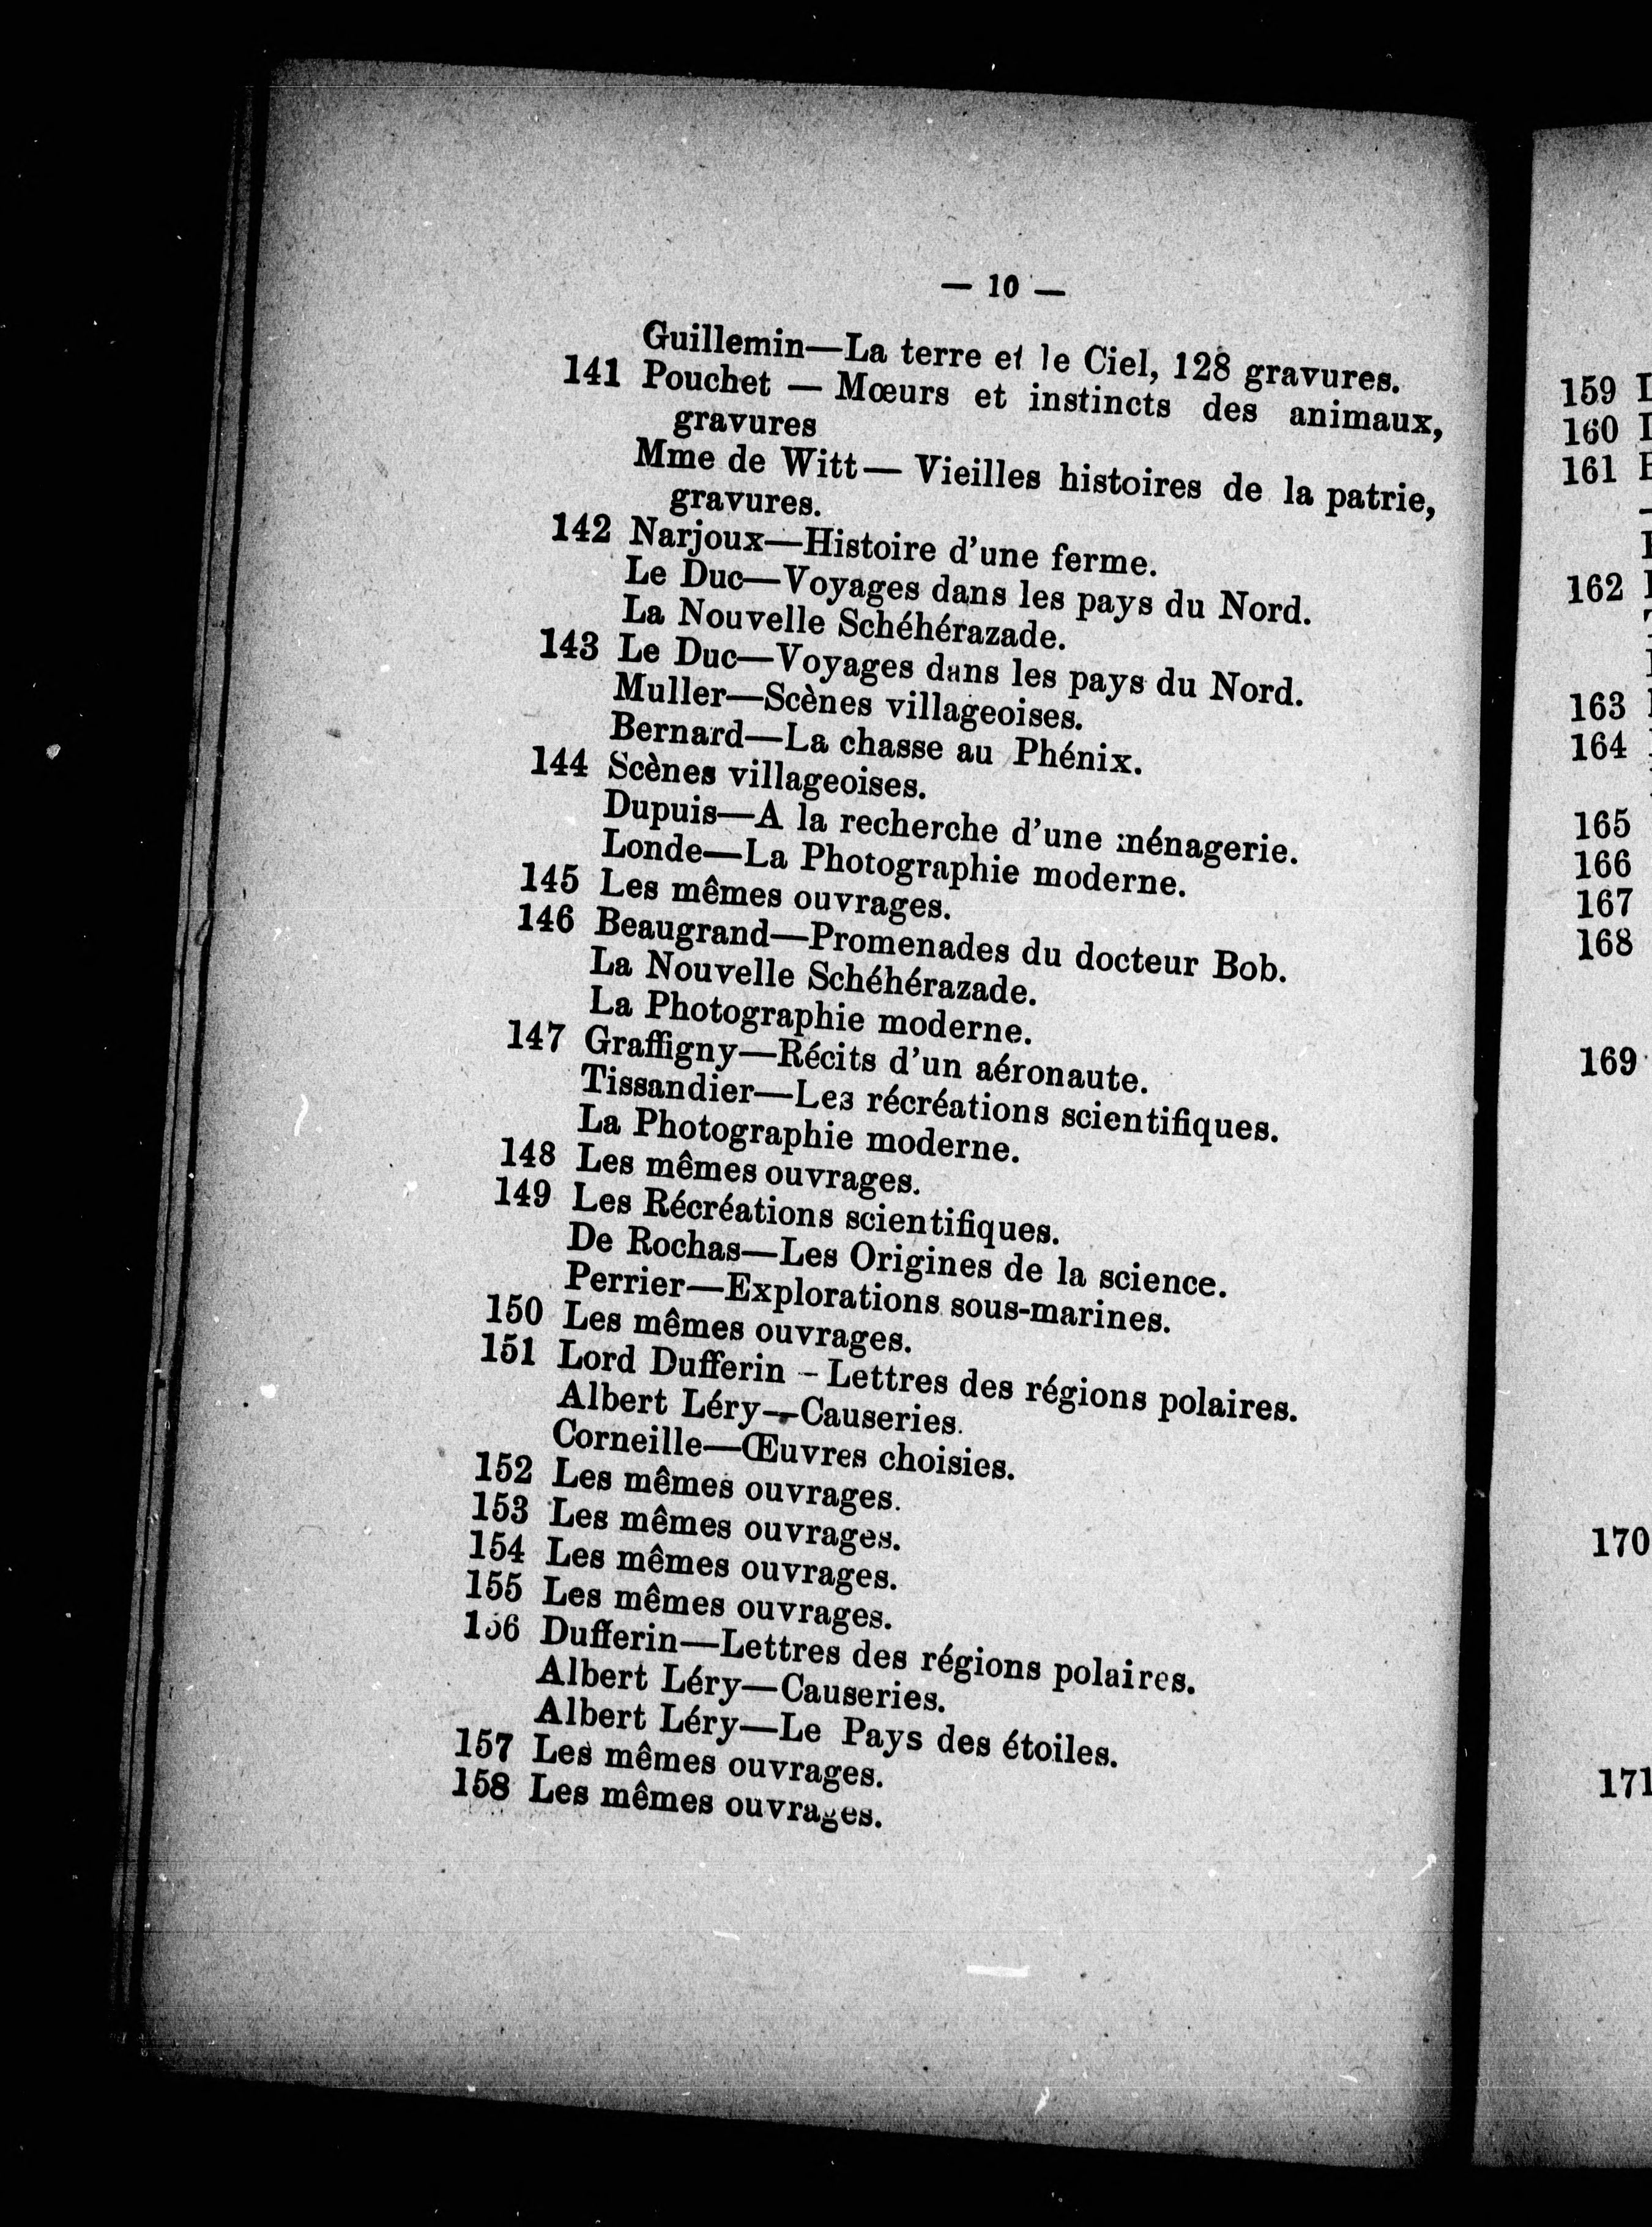 — 10 —
Guillemin—La terre et le Ciel, 128 gravures.
141 Pouchet — Mœurs et instincts des animaux,
gravures
Mme de Witt— Vieilles histoires de la patrie,
gravures.
142 Narjoux—Histoire d'une ferme.
Le Duc—Voyages dans les pays du Nord.
La Nouvelle Schéhérazade.
143 Le Duc—Voyages dans les pays du Nord.
Muller—Scènes villageoises.
Bernard—La chasse au Phénix.
144 Scènes villageoises.
Dupuis—A la recherche d'une ménagerie.
Londe—La Photographie moderne.
145 Les mêmes ouvrages.
146 Beaugrand—Promenades du docteur Bob.
La Nouvelle Schéhérazade.
La Photographie moderne.
147 Graffigny—Récits d'un aéronaute.
Tissandier—Les récréations scientifiques.
La Photographie moderne.
148 Les mêmes ouvrages.
149 Les Récréations scientifiques.
De Rochas—Les Origines de la science.
Perrier—Explorations sous-marines.
150 Les mêmes ouvrages.
151 Lord Dufferin – Lettres des régions polaires.
Albert Léry—Causeries.
Corneille—Œuvres choisies.
152 Les mêmes ouvrages.
153 Les mêmes ouvrages.
154 Les mêmes ouvrages.
155 Les mêmes ouvrages.
156 Dufferin—Lettres des régions polaires.
Albert Léry—Causeries.
Albert Léry—Le Pays des étoiles.
157 Les mêmes ouvrages.
158 Les mêmes ouvrages.
159
160
161
162
163
164
165
166
167
168
169
170
171